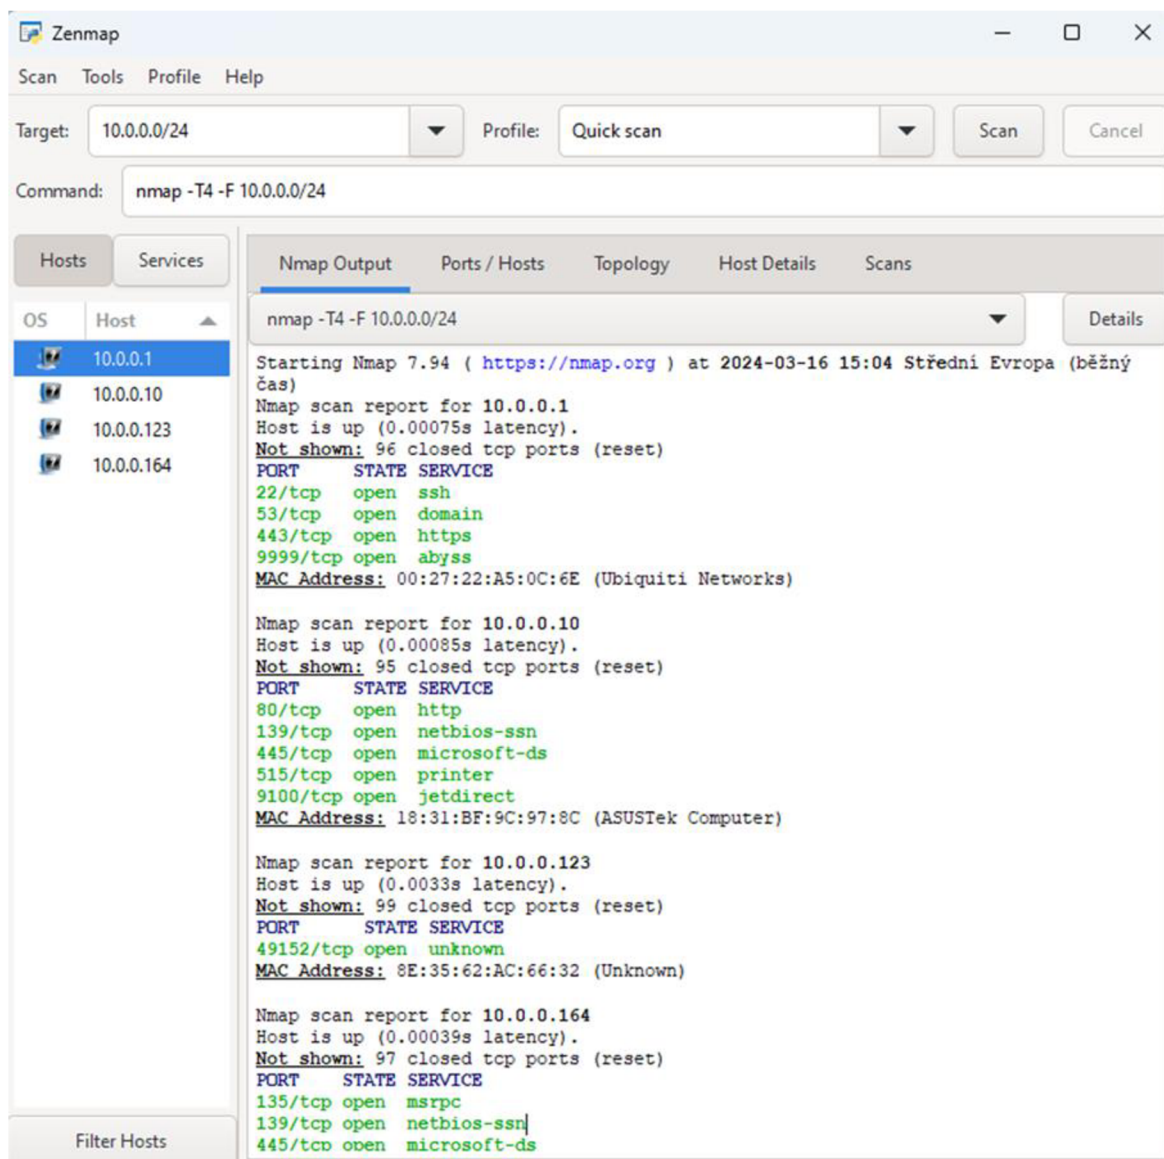 Zenmap
Scan Tools Profile Help
Target: 10.0.0.0/24 Profile: Quick scan Scan Cancel
Command: nmap -T4 -F 10.0.0.0/24
Hosts Services
OS Host
10.0.0.1
10.0.0.10
10.0.0.123
10.0.0.164
Filter Hosts
Nmap Output Ports / Hosts Topology Host Details Scans
nmap -T4 -F 10.0.0.0/24 Details
Starting Nmap 7.94 ( https://nmap.org ) at 2024-03-16 15:04 Střední Evropa (běžný
čas)
Nmap scan report for 10.0.0.1
Host is up (0.00075s latency).
Not shown: 96 closed tcp ports (reset)
PORT STATE SERVICE
22/tcp open ssh
53/tcp open domain
443/tcp open https
9999/tcp open abyss
MAC Address: 00:27:22:A5:0C:6E (Ubiquiti Networks)
Nmap scan report for 10.0.0.10
Host is up (0.00085s latency).
Not shown: 95 closed tcp ports (reset)
PORT STATE SERVICE
80/tcp open http
139/tcp open netbios-ssn
445/tcp open microsoft-ds
515/tcp open printer
9100/tcp open jetdirect
MAC Address: 18:31:BF:9C:97:8C (ASUSTek Computer)
Nmap scan report for 10.0.0.123
Host is up (0.0033s latency).
Not shown: 99 closed tcp ports (reset)
PORT STATE SERVICE
49152/tcp open unknown
MAC Address: 8E:35:62:AC:66:32 (Unknown)
Nmap scan report for 10.0.0.164
Host is up (0.00039s latency).
Not shown: 97 closed tcp ports (reset)
PORT STATE SERVICE
135/tcp open msrpc
139/tcp open netbios-ssn
445/tcp open microsoft-ds